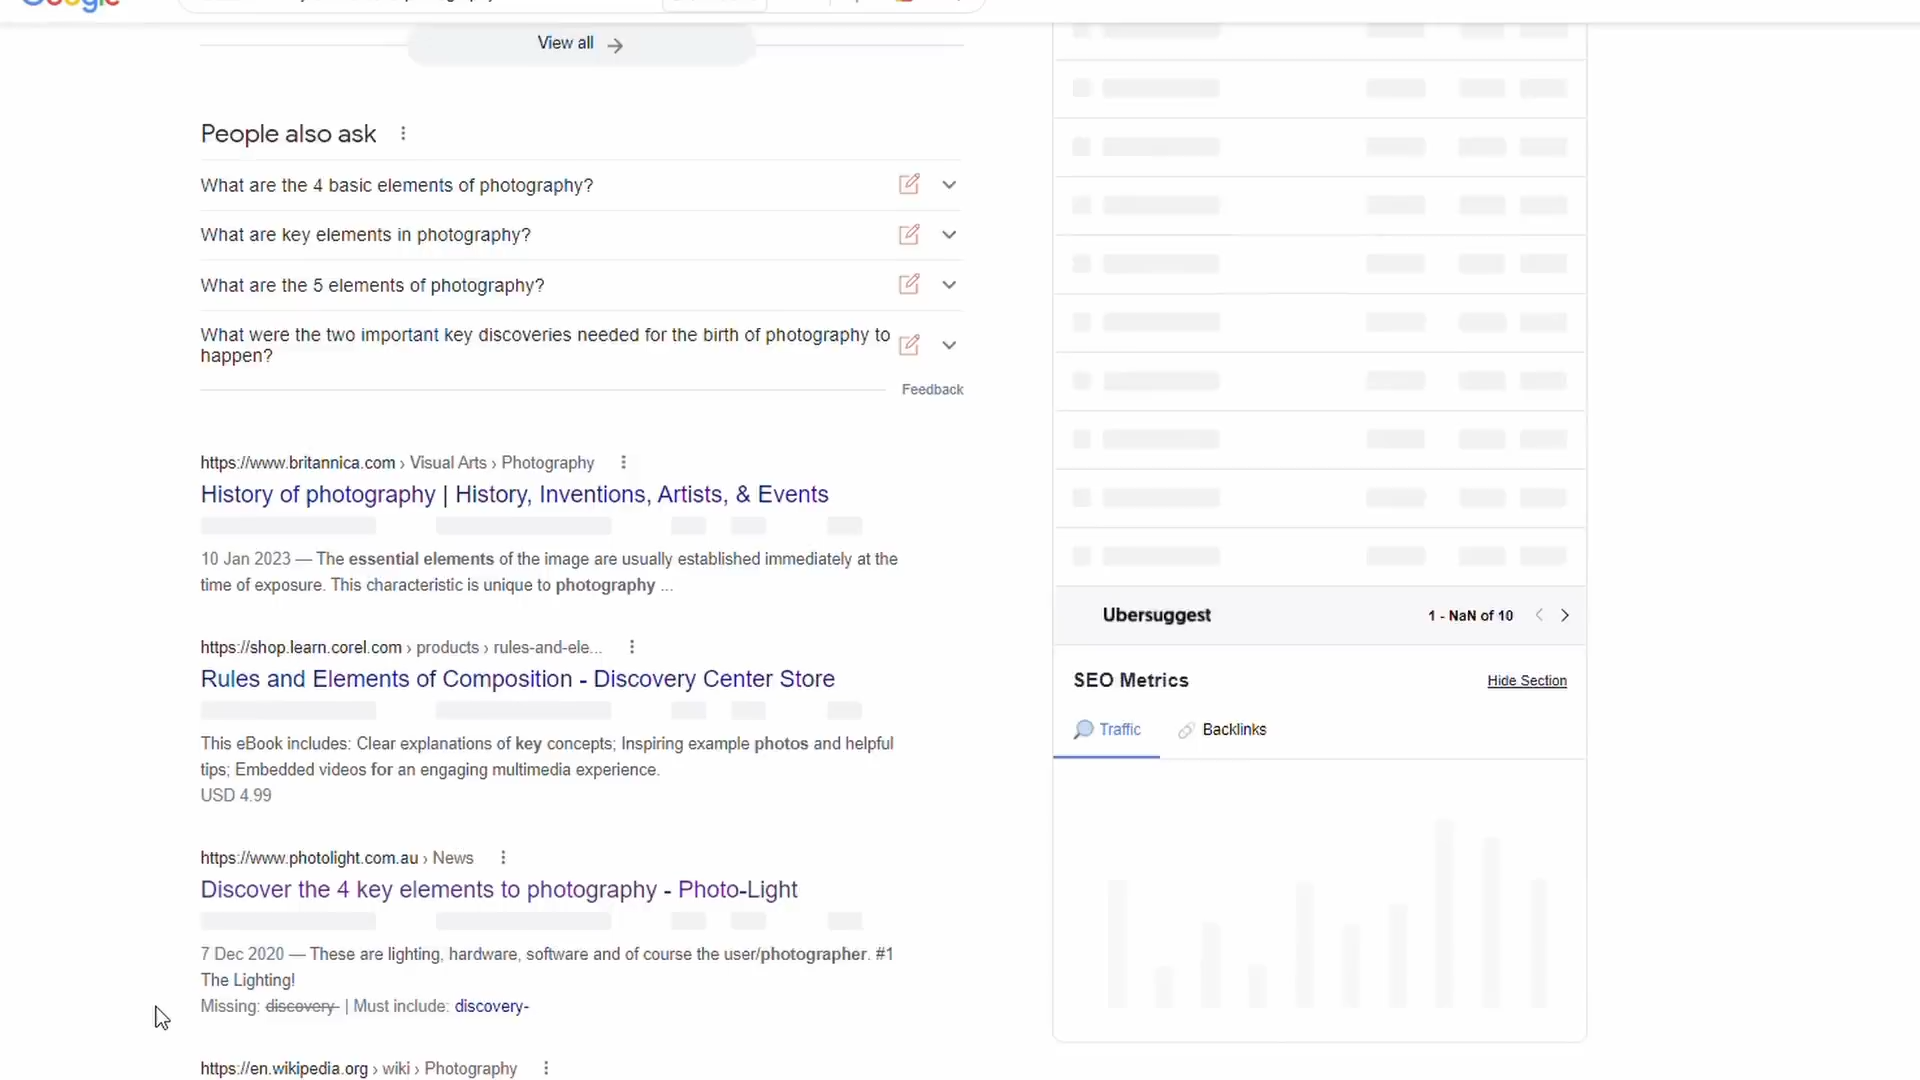 Google
View all
People also ask
What are the 4 basic elements of photography?
What are key elements in photography?
What are the 5 elements of photography?
What were the two important key discoveries needed for the birth of photography to
happen?
Feedback
https://www.britannica.com › Visual Arts › Photography
History of photography | History, Inventions, Artists, & Events
10 Jan 2023 — The essential elements of the image are usually established immediately at the
time of exposure. This characteristic is unique to photography ...
https://shop.learn.corel.com › products › rules-and-ele...
Rules and Elements of Composition - Discovery Center Store
This eBook includes: Clear explanations of key concepts; Inspiring example photos and helpful
tips; Embedded videos for an engaging multimedia experience.
USD 4.99
https://www.photolight.com.au › News
Discover the 4 key elements to photography - Photo-Light
7 Dec 2020 — These are lighting, hardware, software and of course the user/photographer. #1
The Lighting!
Missing: discovery- | Must include: discovery-
https://en.wikipedia.org › wiki › Photography
Ubersuggest
1 - NaN of 10
SEO Metrics
Hide Section
Traffic
Backlinks